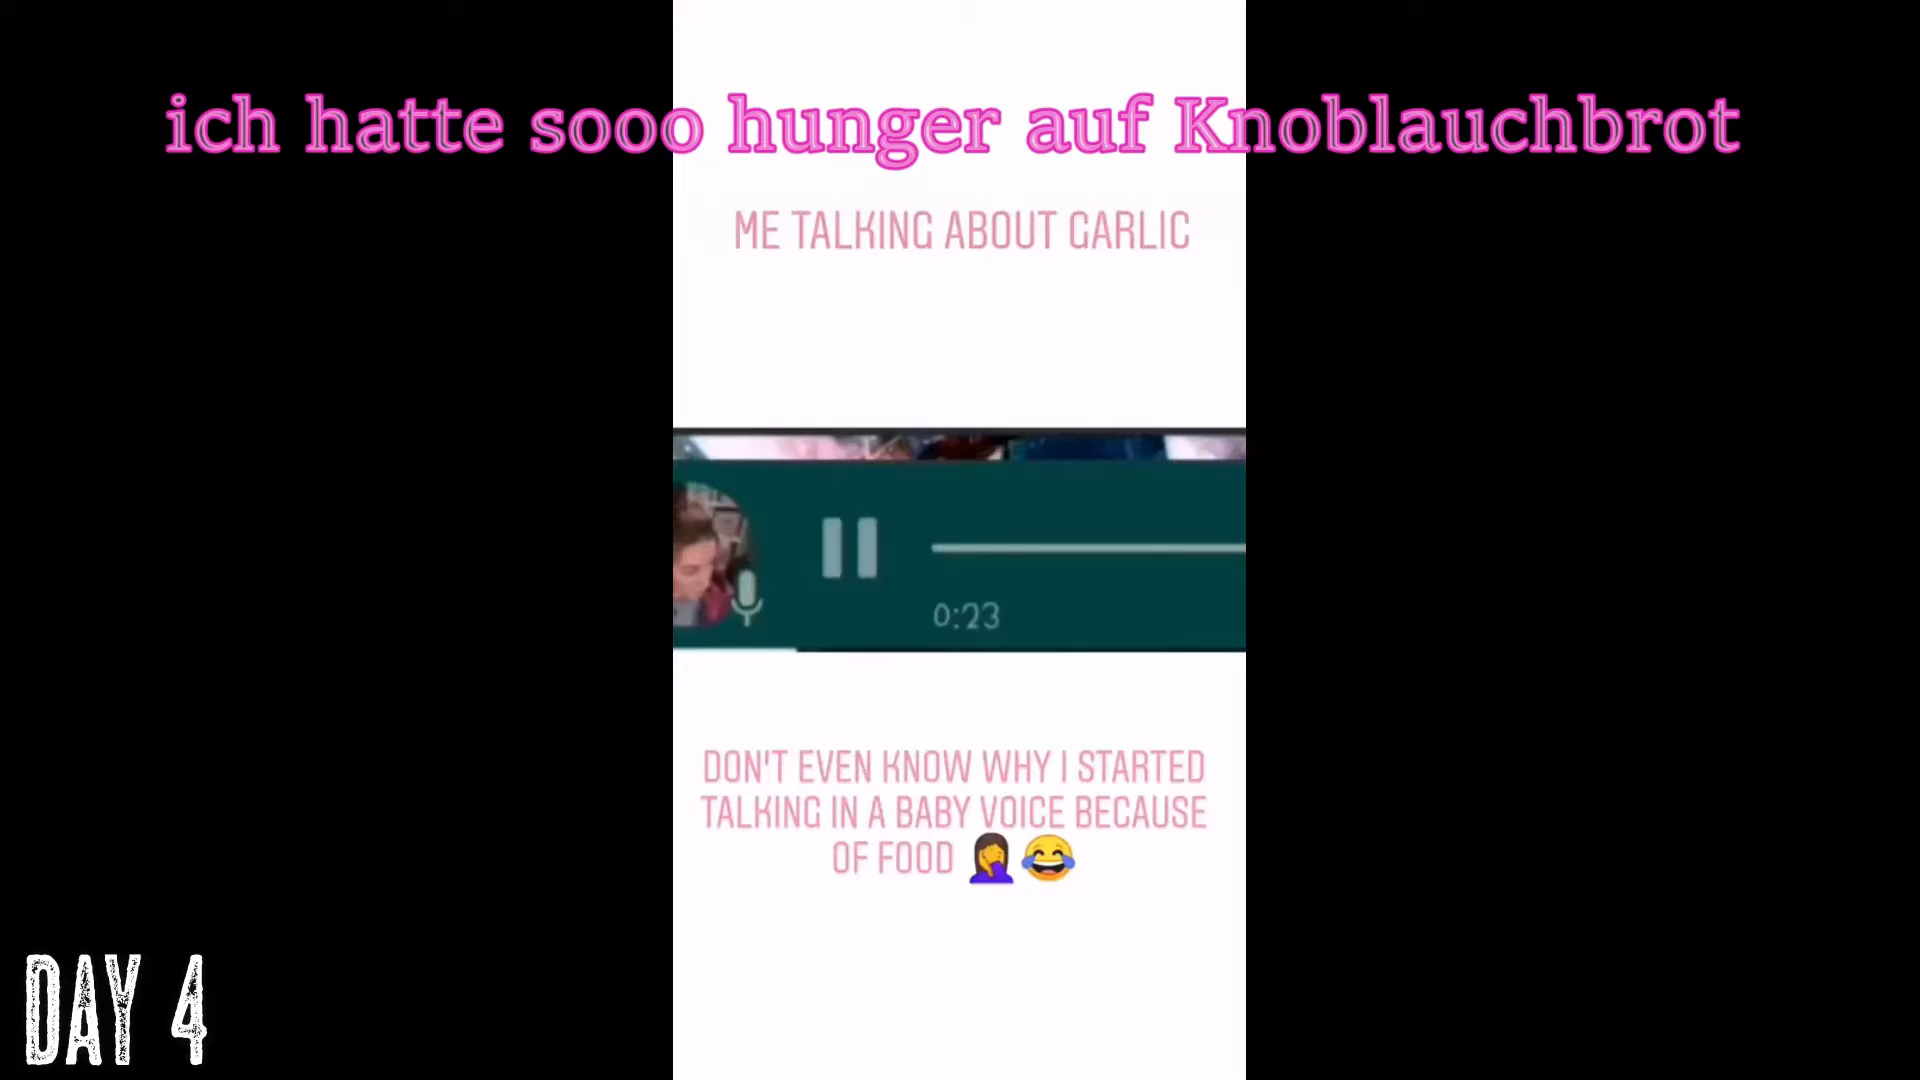 ich hatte sooo hunger auf Knoblauchbrot
ME TALKING ABOUT GARLIC
0:23
DON'T EVEN KNOW WHY I STARTED
TALKING IN A BABY VOICE BECAUSE
OF FOOD 🤦‍♀️😂
DAY 4